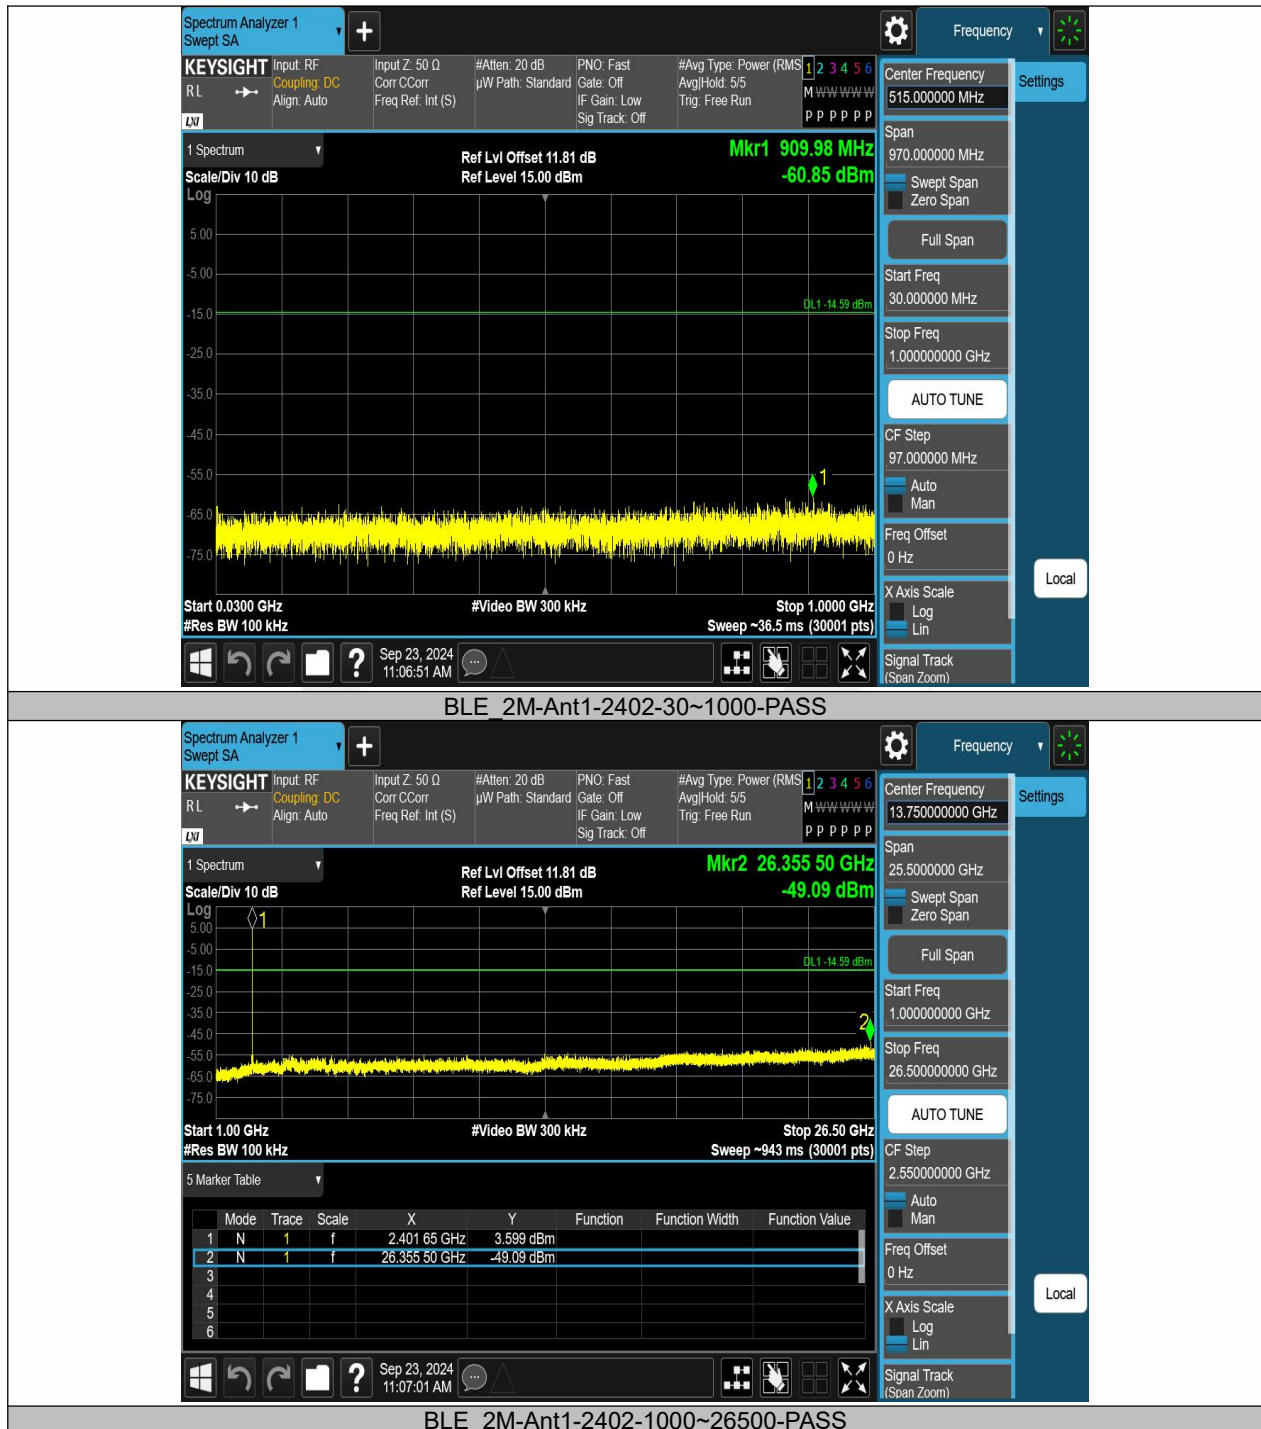 Spectrum Analyzer 1
Swept SA
Frequency
KEYSIGHT
RL
LXI
Input: RF
Coupling: DC
Align: Auto
Input Z: 50 Ω
Corr CCorr
Freq Ref: Int (S)
#Atten: 20 dB
µW Path: Standard
PNO: Fast
Gate: Off
IF Gain: Low
Sig Track: Off
#Avg Type: Power (RMS
Avg|Hold: 5/5
Trig: Free Run
1 2 3 4 5 6
M W W W W W
P P P P P P
1 Spectrum
Scale/Div 10 dB
Ref Lvl Offset 11.81 dB
Ref Level 15.00 dBm
Mkr1 909.98 MHz
-60.85 dBm
Log
5.00
-5.00
-15.0
-25.0
-35.0
-45.0
-55.0
-65.0
-75.0
DL1 -14.59 dBm
1
Start 0.0300 GHz
#Res BW 100 kHz
#Video BW 300 kHz
Stop 1.0000 GHz
Sweep ~36.5 ms (30001 pts)
Sep 23, 2024
11:06:51 AM
Center Frequency
515.000000 MHz
Span
970.000000 MHz
Swept Span
Zero Span
Full Span
Start Freq
30.000000 MHz
Stop Freq
1.000000000 GHz
AUTO TUNE
CF Step
97.000000 MHz
Auto
Man
Freq Offset
0 Hz
X Axis Scale
Log
Lin
Signal Track
(Span Zoom)
Settings
Local
BLE_2M-Ant1-2402-30~1000-PASS
Spectrum Analyzer 1
Swept SA
Frequency
KEYSIGHT
RL
LXI
Input: RF
Coupling: DC
Align: Auto
Input Z: 50 Ω
Corr CCorr
Freq Ref: Int (S)
#Atten: 20 dB
µW Path: Standard
PNO: Fast
Gate: Off
IF Gain: Low
Sig Track: Off
#Avg Type: Power (RMS
Avg|Hold: 5/5
Trig: Free Run
1 2 3 4 5 6
M W W W W W
P P P P P P
1 Spectrum
Scale/Div 10 dB
Ref Lvl Offset 11.81 dB
Ref Level 15.00 dBm
Mkr2 26.355 50 GHz
-49.09 dBm
Log
5.00
-5.00
-15.0
-25.0
-35.0
-45.0
-55.0
-65.0
-75.0
1
DL1 -14.59 dBm
2
Start 1.00 GHz
#Res BW 100 kHz
#Video BW 300 kHz
Stop 26.50 GHz
Sweep ~943 ms (30001 pts)
5 Marker Table
Mode Trace Scale X Y Function Function Width Function Value
1 N 1 f 2.401 65 GHz 3.599 dBm
2 N 1 f 26.355 50 GHz -49.09 dBm
3
4
5
6
Sep 23, 2024
11:07:01 AM
Center Frequency
13.750000000 GHz
Span
25.5000000 GHz
Swept Span
Zero Span
Full Span
Start Freq
1.000000000 GHz
Stop Freq
26.500000000 GHz
AUTO TUNE
CF Step
2.550000000 GHz
Auto
Man
Freq Offset
0 Hz
X Axis Scale
Log
Lin
Signal Track
(Span Zoom)
Settings
Local
BLE_2M-Ant1-2402-1000~26500-PASS